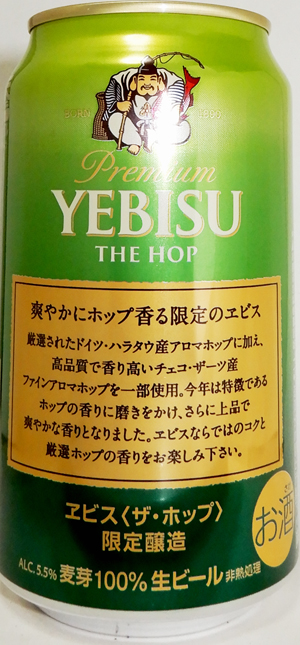 BORN 1890
Premium
YEBISU
THE HOP
爽やかにホップ香る限定のヱビス
厳選されたドイツ・ハラタウ産アロマホップに加え、
高品質で香り高いチェコ・ザーツ産
ファインアロマホップを一部使用。今年は特徴である
ホップの香りに磨きをかけ、さらに上品で
爽やかな香りとなりました。ヱビスならではのコクと
厳選ホップの香りをお楽しみ下さい。
ヱビス〈ザ・ホップ〉
限定醸造
お酒
ALC.5.5% 麦芽100% 生ビール 非熱処理